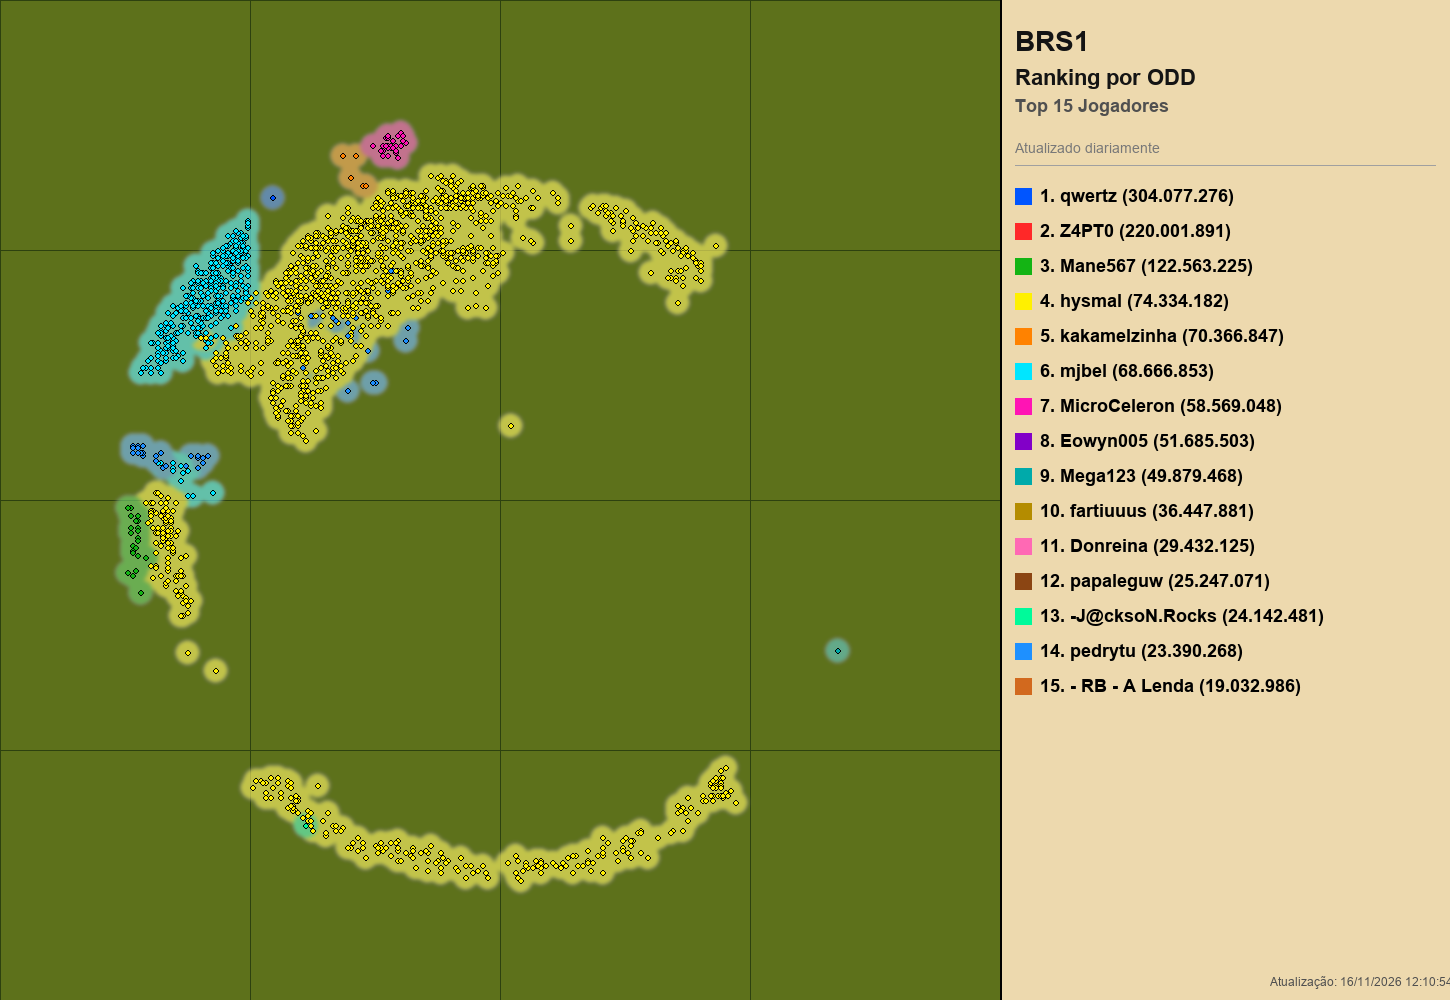 BRS1
Ranking por ODD
Top 15 Jogadores
Atualizado diariamente
1. qwertz (304.077.276)
2. Z4PT0 (220.001.891)
3. Mane567 (122.563.225)
4. hysmal (74.334.182)
5. kakamelzinha (70.366.847)
6. mjbel (68.666.853)
7. MicroCeleron (58.569.048)
8. Eowyn005 (51.685.503)
9. Mega123 (49.879.468)
10. fartiuuus (36.447.881)
11. Donreina (29.432.125)
12. papaleguw (25.247.071)
13. -J@cksoN.Rocks (24.142.481)
14. pedrytu (23.390.268)
15. - RB - A Lenda (19.032.986)
Atualização: 16/11/2026 12:10:54